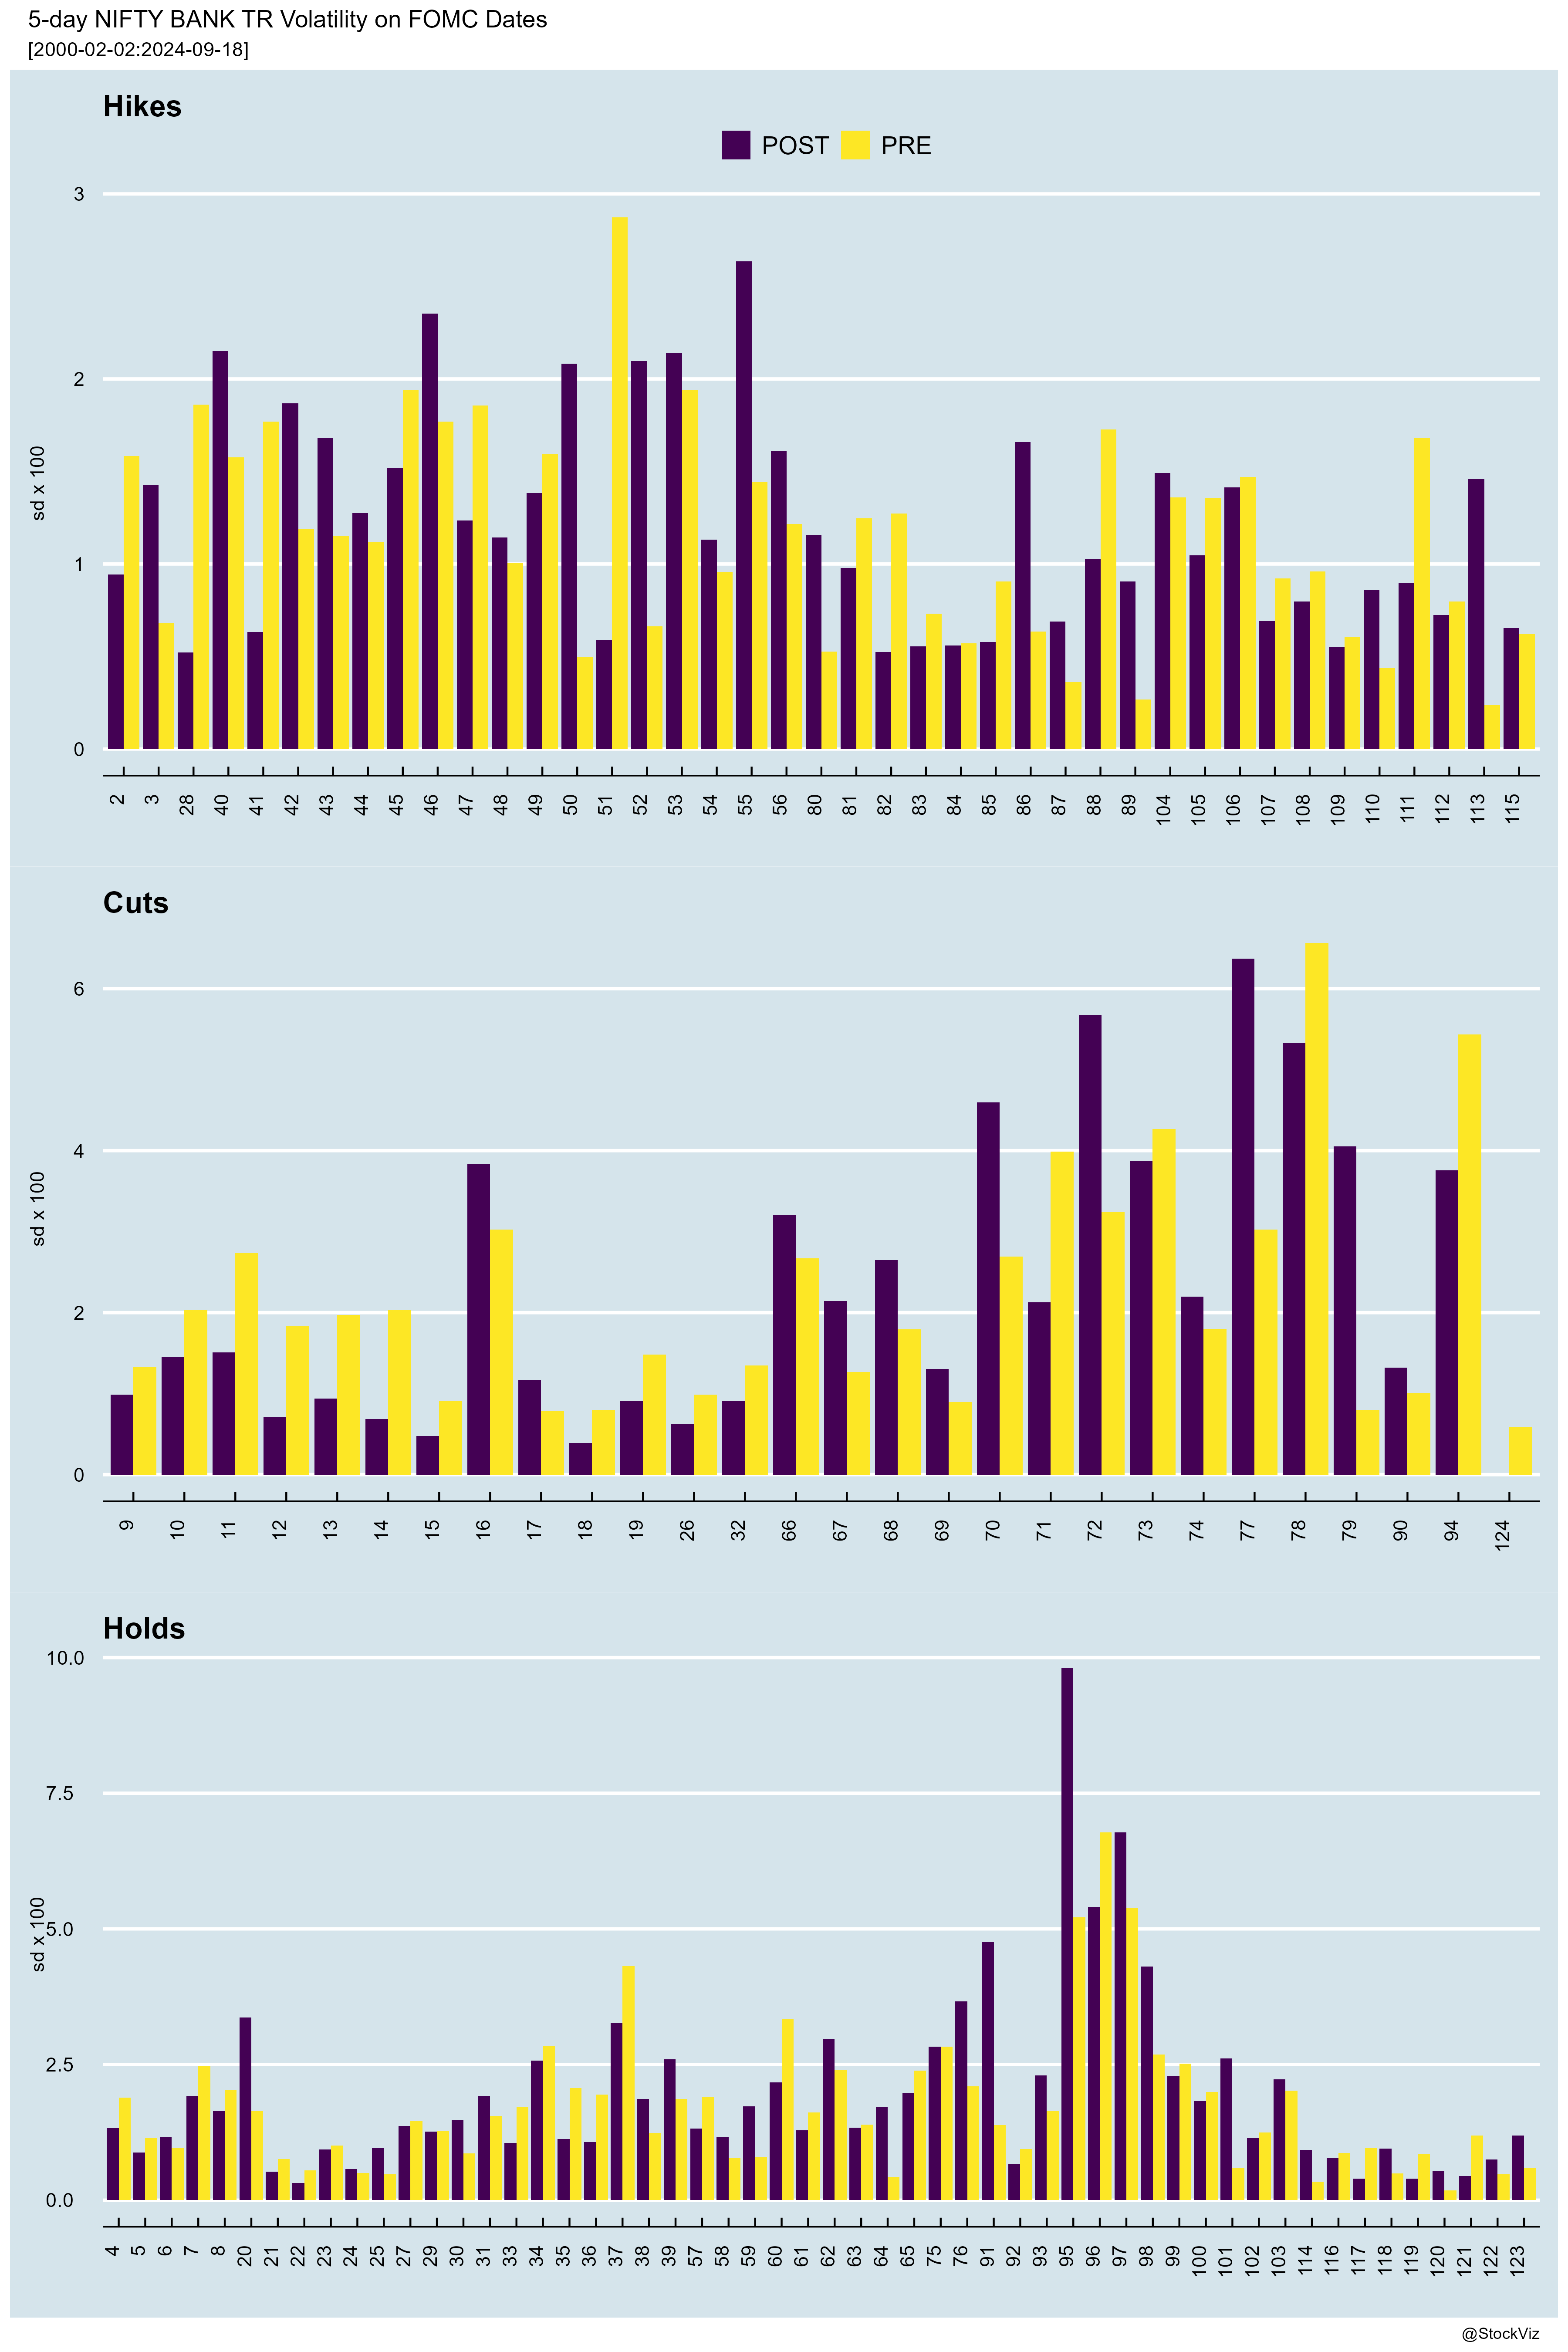 5-day NIFTY BANK TR Volatility on FOMC Dates
[2000-02-02:2024-09-18]
Hikes
POST PRE
3
2
1
0
sd x 100
2 3 28 40 41 42 43 44 45 46 47 48 49 50 51 52 53 54 55 56 80 81 82 83 84 85 86 87 88 89 104 105 106 107 108 109 110 111 112 113 115
Cuts
6
4
2
0
sd x 100
9 10 11 12 13 14 15 16 17 18 19 26 32 66 67 68 69 70 71 72 73 74 77 78 79 90 94 124
Holds
10.0
7.5
5.0
2.5
0.0
sd x 100
4 5 6 7 8 20 21 22 23 24 25 27 29 30 31 33 34 35 36 37 38 39 57 58 59 60 61 62 63 64 65 75 76 91 92 93 95 96 97 98 99 100 101 102 103 114 116 117 118 119 120 121 122 123
@StockViz